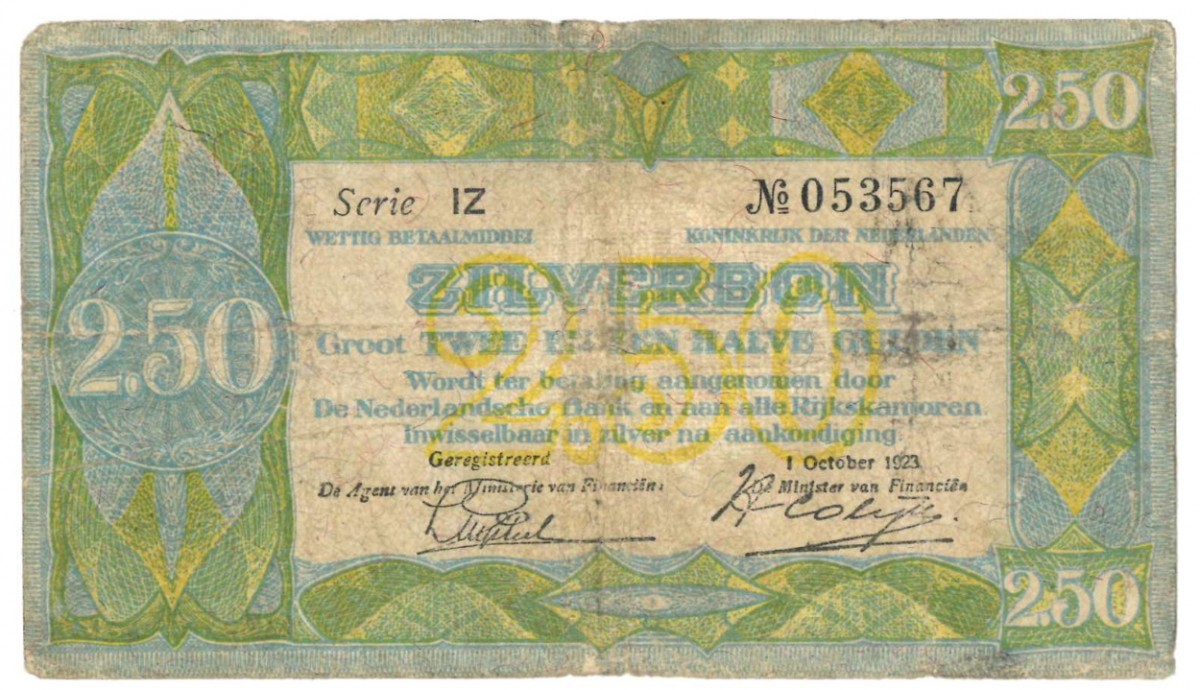 2.50
Serie IZ
№ 053567
WETTIG BETAALMIDDEL
KONINKRIJK DER NEDERLANDEN
ZILVERBON
2.50
2.50
Groot TWEE EN EEN HALVE GULDEN
Wordt ter betaling aangenomen door
De Nederlandsche Bank en aan alle Rijkskantoren.
Inwisselbaar in zilver na aankondiging.
Geregistreerd
1 October 1923
De Agent van het Ministerie van Financiën:
De Minister van Financiën
H Colijn.
2.50